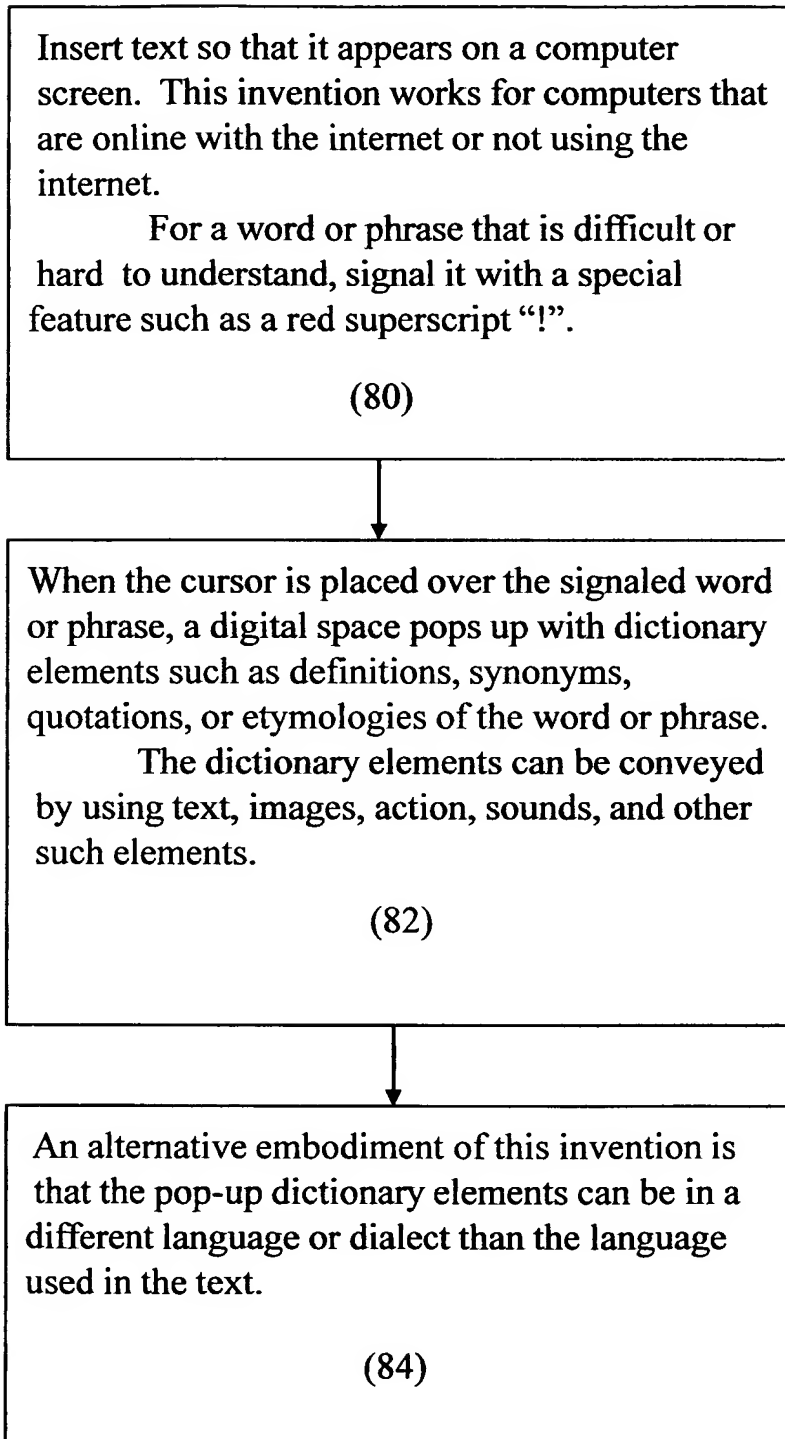 Insert text so that it appears on a computer
screen. This invention works for computers that
are online with the internet or not using the
internet.
For a word or phrase that is difficult or
hard to understand, signal it with a special
feature such as a red superscript “!”.
(80)
When the cursor is placed over the signaled word
or phrase, a digital space pops up with dictionary
elements such as definitions, synonyms,
quotations, or etymologies of the word or phrase.
The dictionary elements can be conveyed
by using text, images, action, sounds, and other
such elements.
(82)
An alternative embodiment of this invention is
that the pop-up dictionary elements can be in a
different language or dialect than the language
used in the text.
(84)